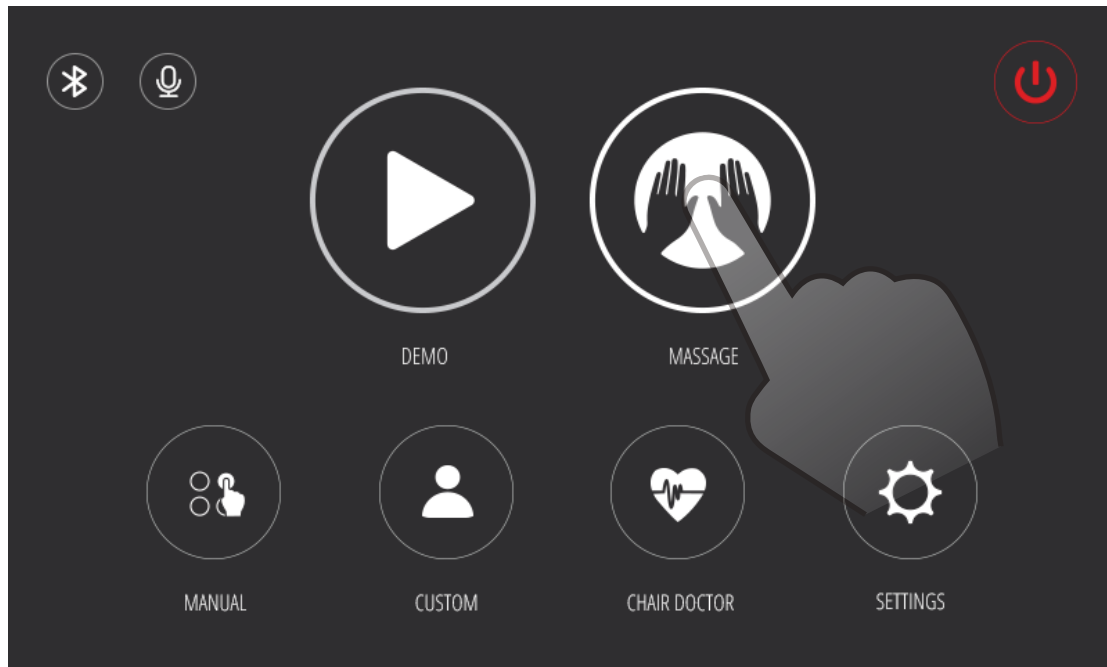 DEMO
MASSAGE
MANUAL
CUSTOM
CHAIR DOCTOR
SETTINGS